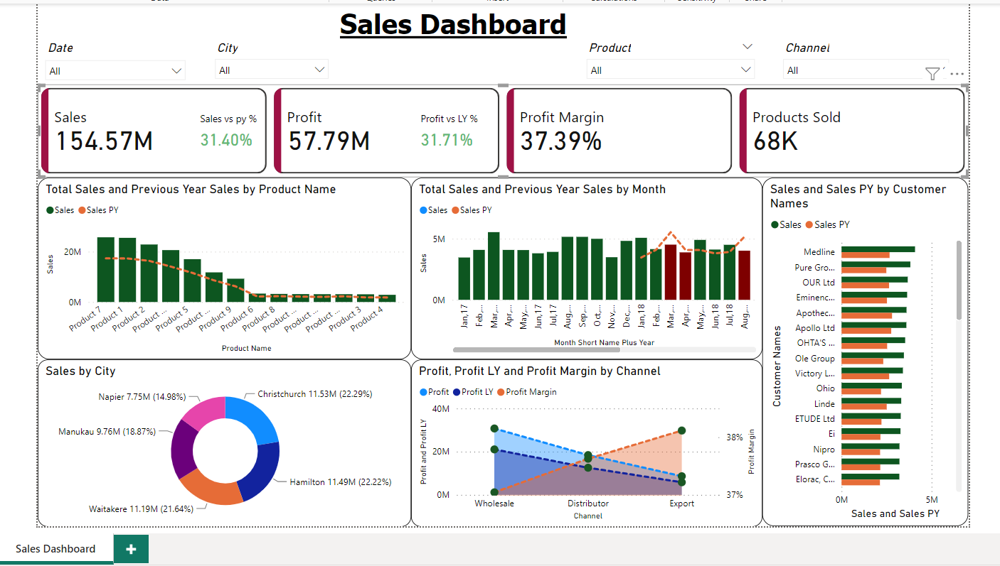 Sales Dashboard
Date
City
Product
Channel
All
All
All
All
Sales
154.57M
Sales vs py %
31.40%
Profit
57.79M
Profit vs LY %
31.71%
Profit Margin
37.39%
Products Sold
68K
Total Sales and Previous Year Sales by Product Name
Sales Sales PY
Sales
20M
0M
Product 7
Product 1
Product 2
Product ...
Product 5
Product ...
Product 9
Product 6
Product 8
Product ...
Product ...
Product ...
Product 3
Product 4
Product Name
Total Sales and Previous Year Sales by Month
Sales Sales PY
Sales
5M
0M
Jan,17
Feb,...
Mar,...
Apr,...
May,...
Jun,17
Jul,17
Aug,...
Sep,...
Oct,...
Nov,...
Dec,...
Jan,18
Feb,...
Mar,...
Apr,...
May,...
Jun,18
Jul,18
Aug,...
Month Short Name Plus Year
Sales and Sales PY by Customer
Names
Sales Sales PY
Customer Names
Medline
Pure Gro...
OUR Ltd
Eminenc...
Apothec...
Apollo Ltd
OHTA'S ...
Ole Group
Victory L...
Ohio
Linde
ETUDE Ltd
Ei
Nipro
Prasco G...
Elorac, C...
0M 5M
Sales and Sales PY
Sales by City
Napier 7.75M (14.98%)
Christchurch 11.53M (22.29%)
Manukau 9.76M (18.87%)
Hamilton 11.49M (22.22%)
Waitakere 11.19M (21.64%)
Profit, Profit LY and Profit Margin by Channel
Profit Profit LY Profit Margin
Profit and Profit LY
40M
20M
0M
38%
37%
Profit Margin
Wholesale Distributor Export
Channel
Sales Dashboard